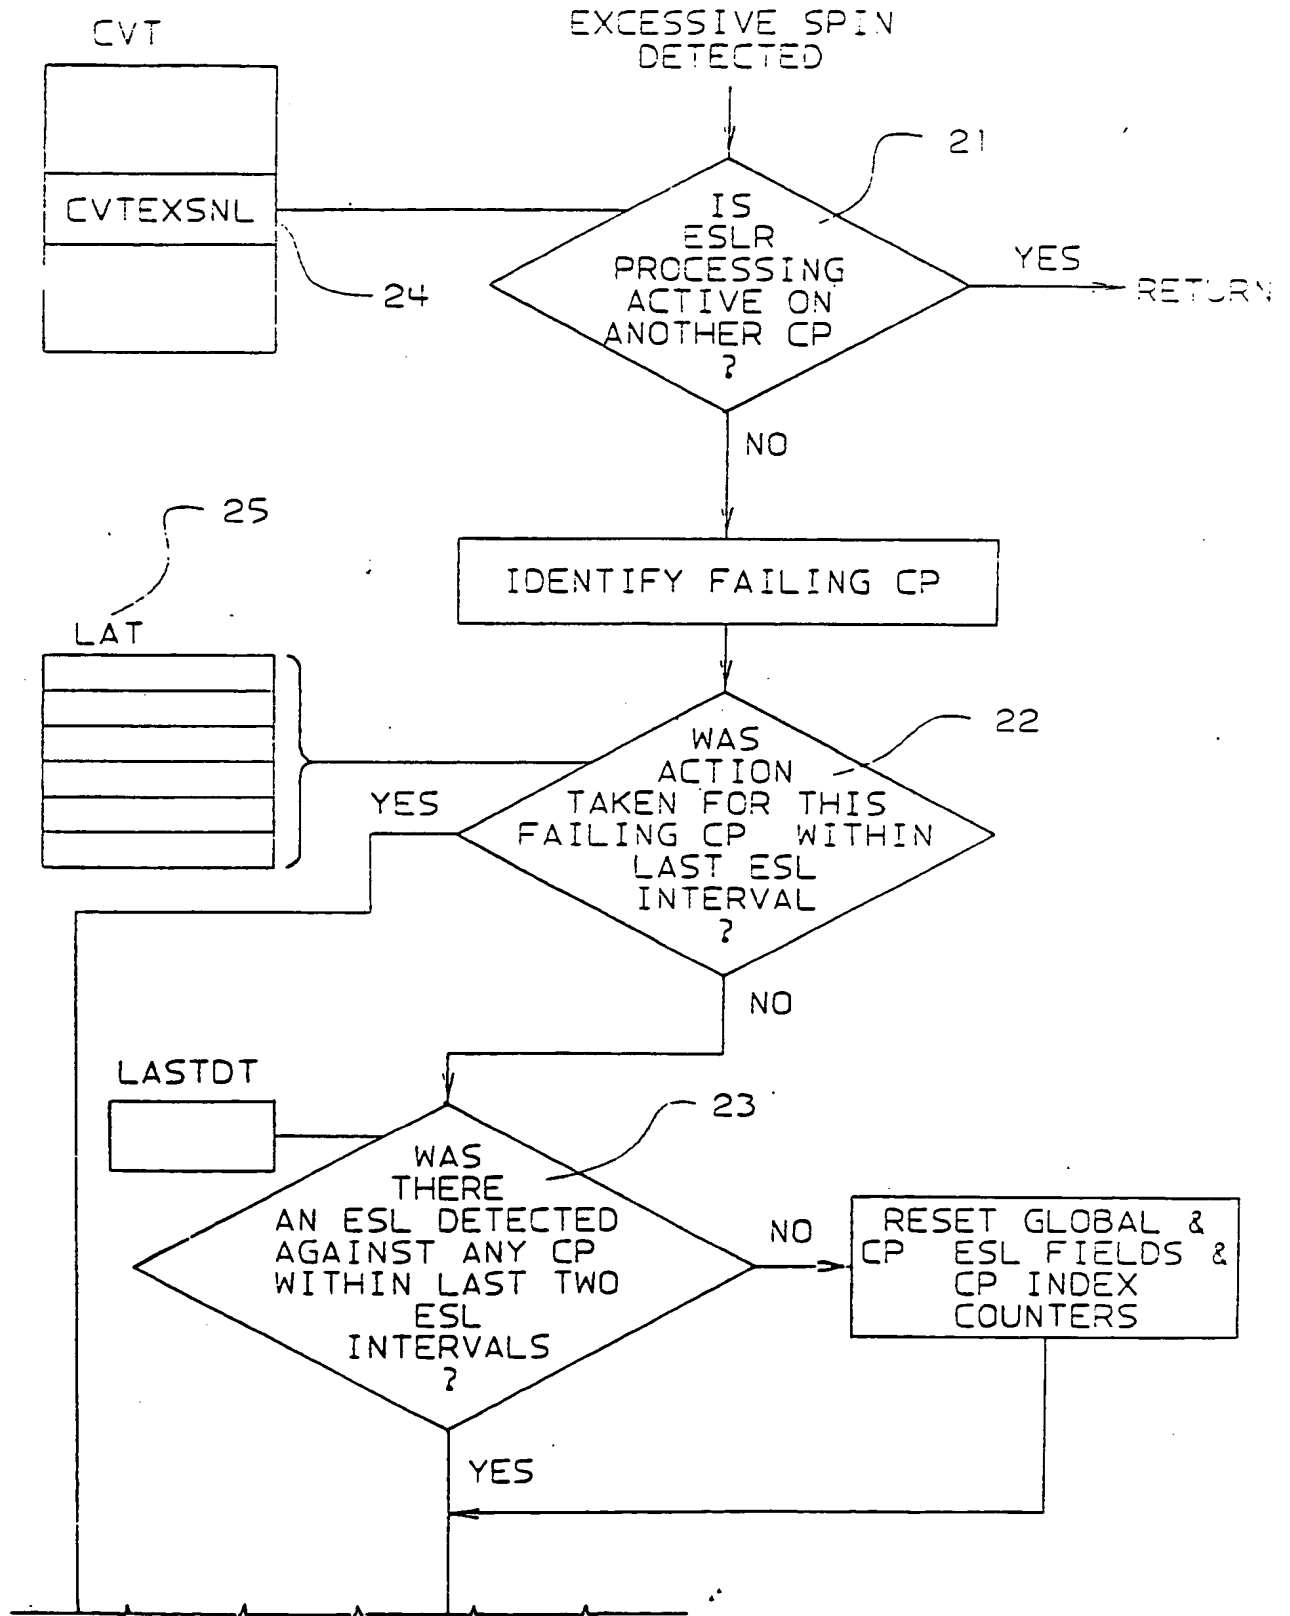 CVT
EXCESSIVE SPIN
DETECTED
21
CVTEXSNL
24
IS
ESLR
PROCESSING
ACTIVE ON
ANOTHER CP
?
YES
RETURN
NO
25
IDENTIFY FAILING CP
LAT
22
WAS
ACTION
TAKEN FOR THIS
FAILING CP WITHIN
LAST ESL
INTERVAL
?
YES
NO
LASTDT
23
WAS
THERE
AN ESL DETECTED
AGAINST ANY CP
WITHIN LAST TWO
ESL
INTERVALS
?
NO
RESET GLOBAL &
CP ESL FIELDS &
CP INDEX
COUNTERS
YES